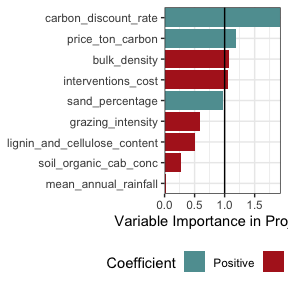 carbon_discount_rate
price_ton_carbon
bulk_density
interventions_cost
sand_percentage
grazing_intensity
lignin_and_cellulose_content
soil_organic_cab_conc
mean_annual_rainfall
0.0 0.5 1.0 1.5
Variable Importance in Proj
Coefficient Positive